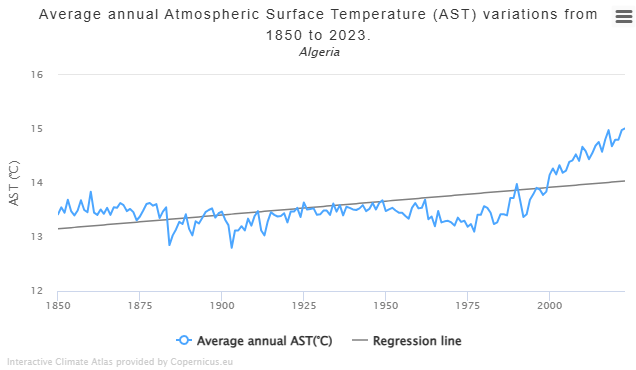 Average annual Atmospheric Surface Temperature (AST) variations from
1850 to 2023.
Algeria
AST (°C)
16
15
14
13
12
1850 1875 1900 1925 1950 1975 2000
Average annual AST(°C) Regression line
Interactive Climate Atlas provided by Copernicus.eu